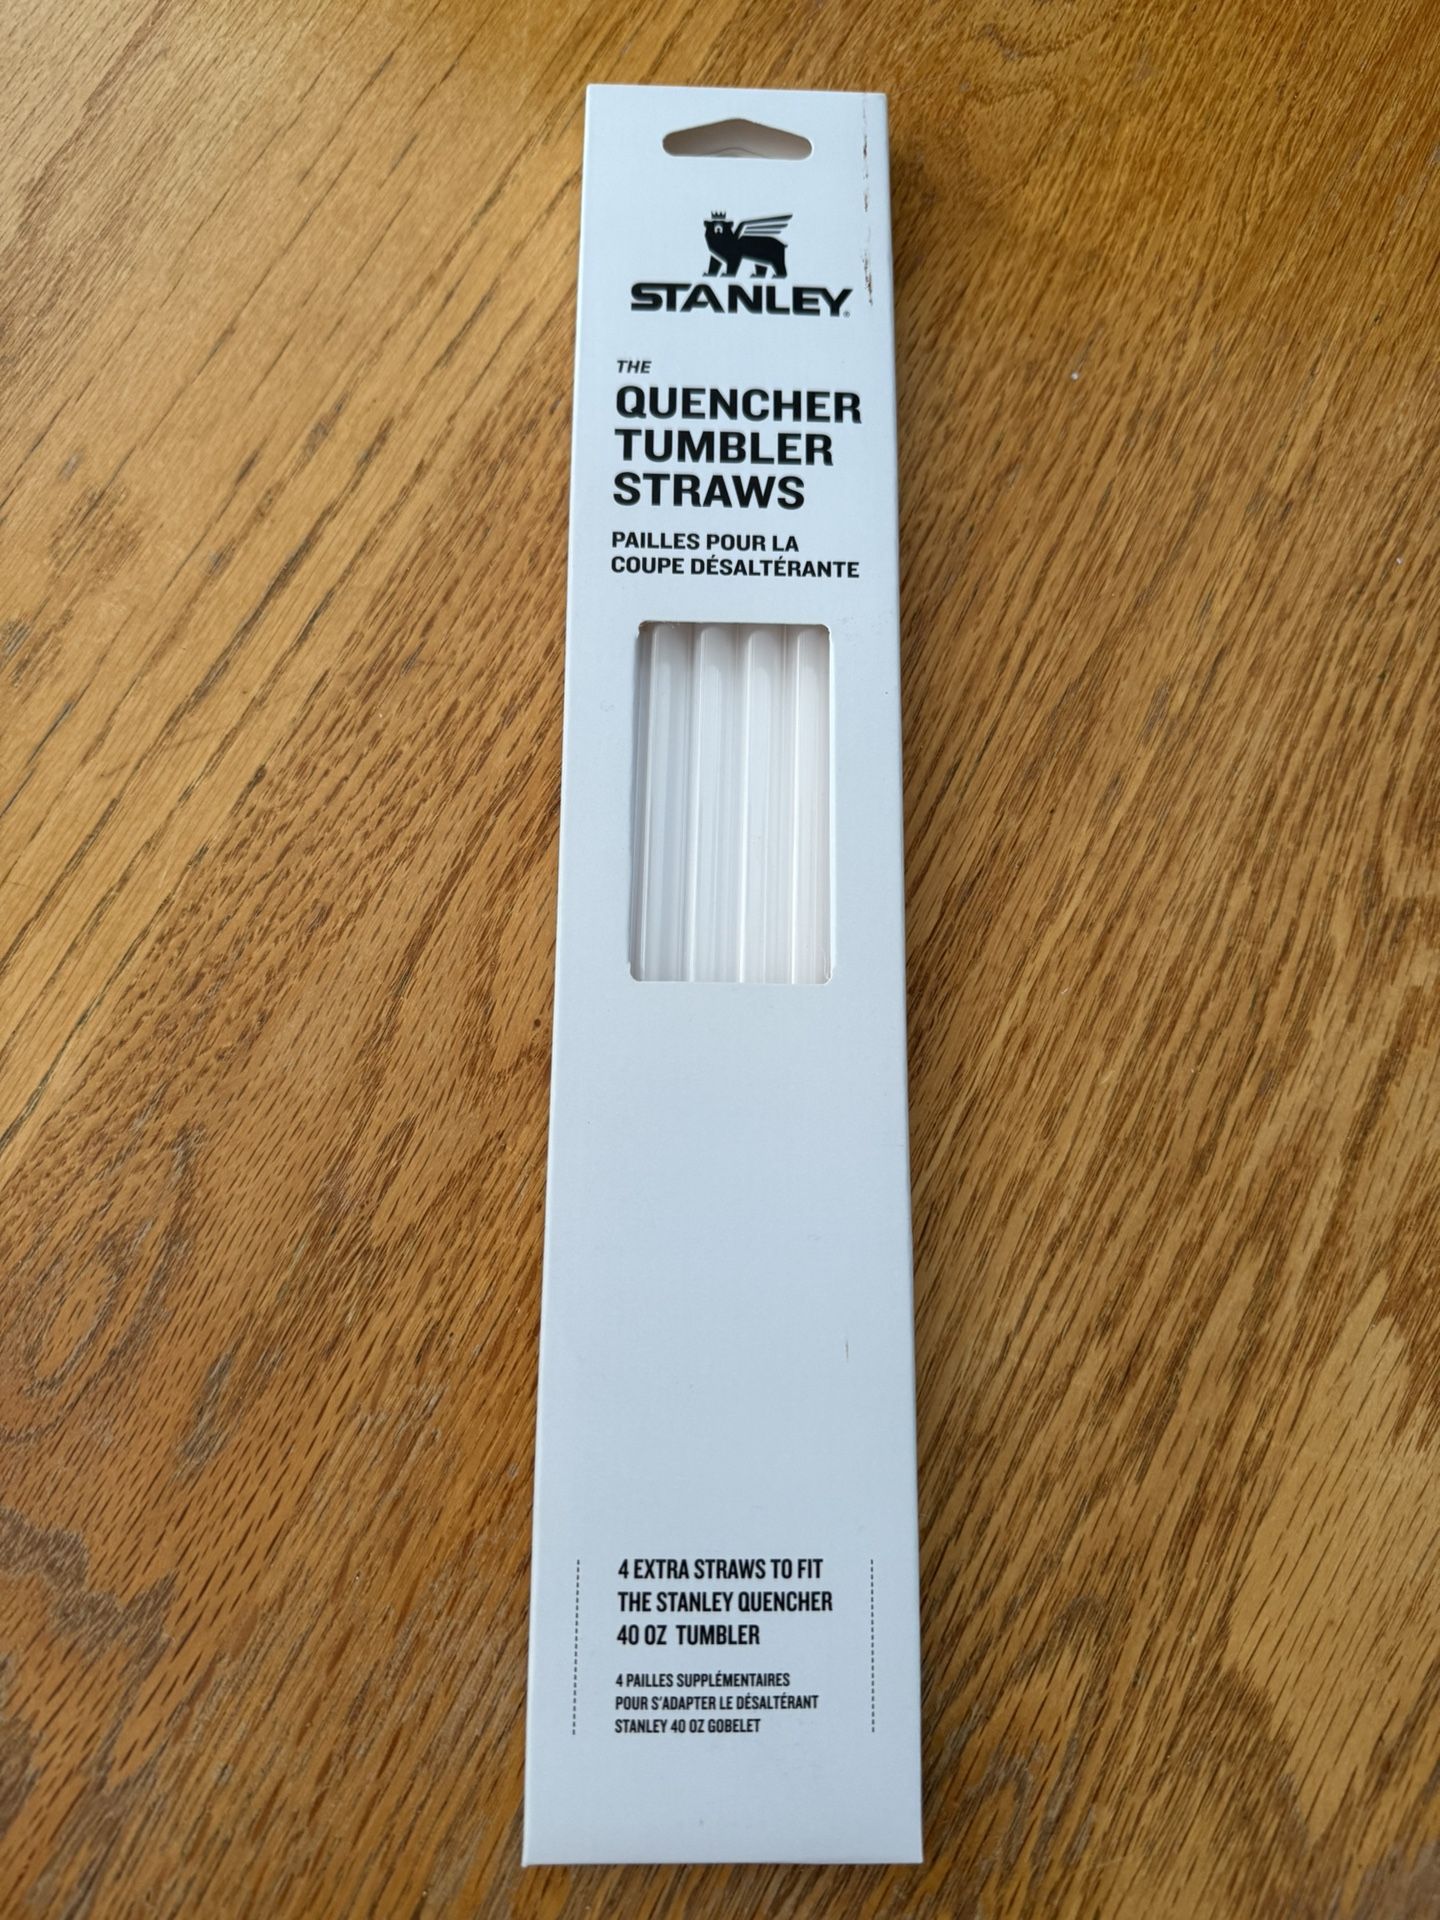 STANLEY®
THE
QUENCHER
TUMBLER
STRAWS
PAILLES POUR LA
COUPE DÉSALTÉRANTE
4 EXTRA STRAWS TO FIT
THE STANLEY QUENCHER
40 OZ TUMBLER
4 PAILLES SUPPLÉMENTAIRES
POUR S'ADAPTER LE DÉSALTÉRANT
STANLEY 40 OZ GOBELET